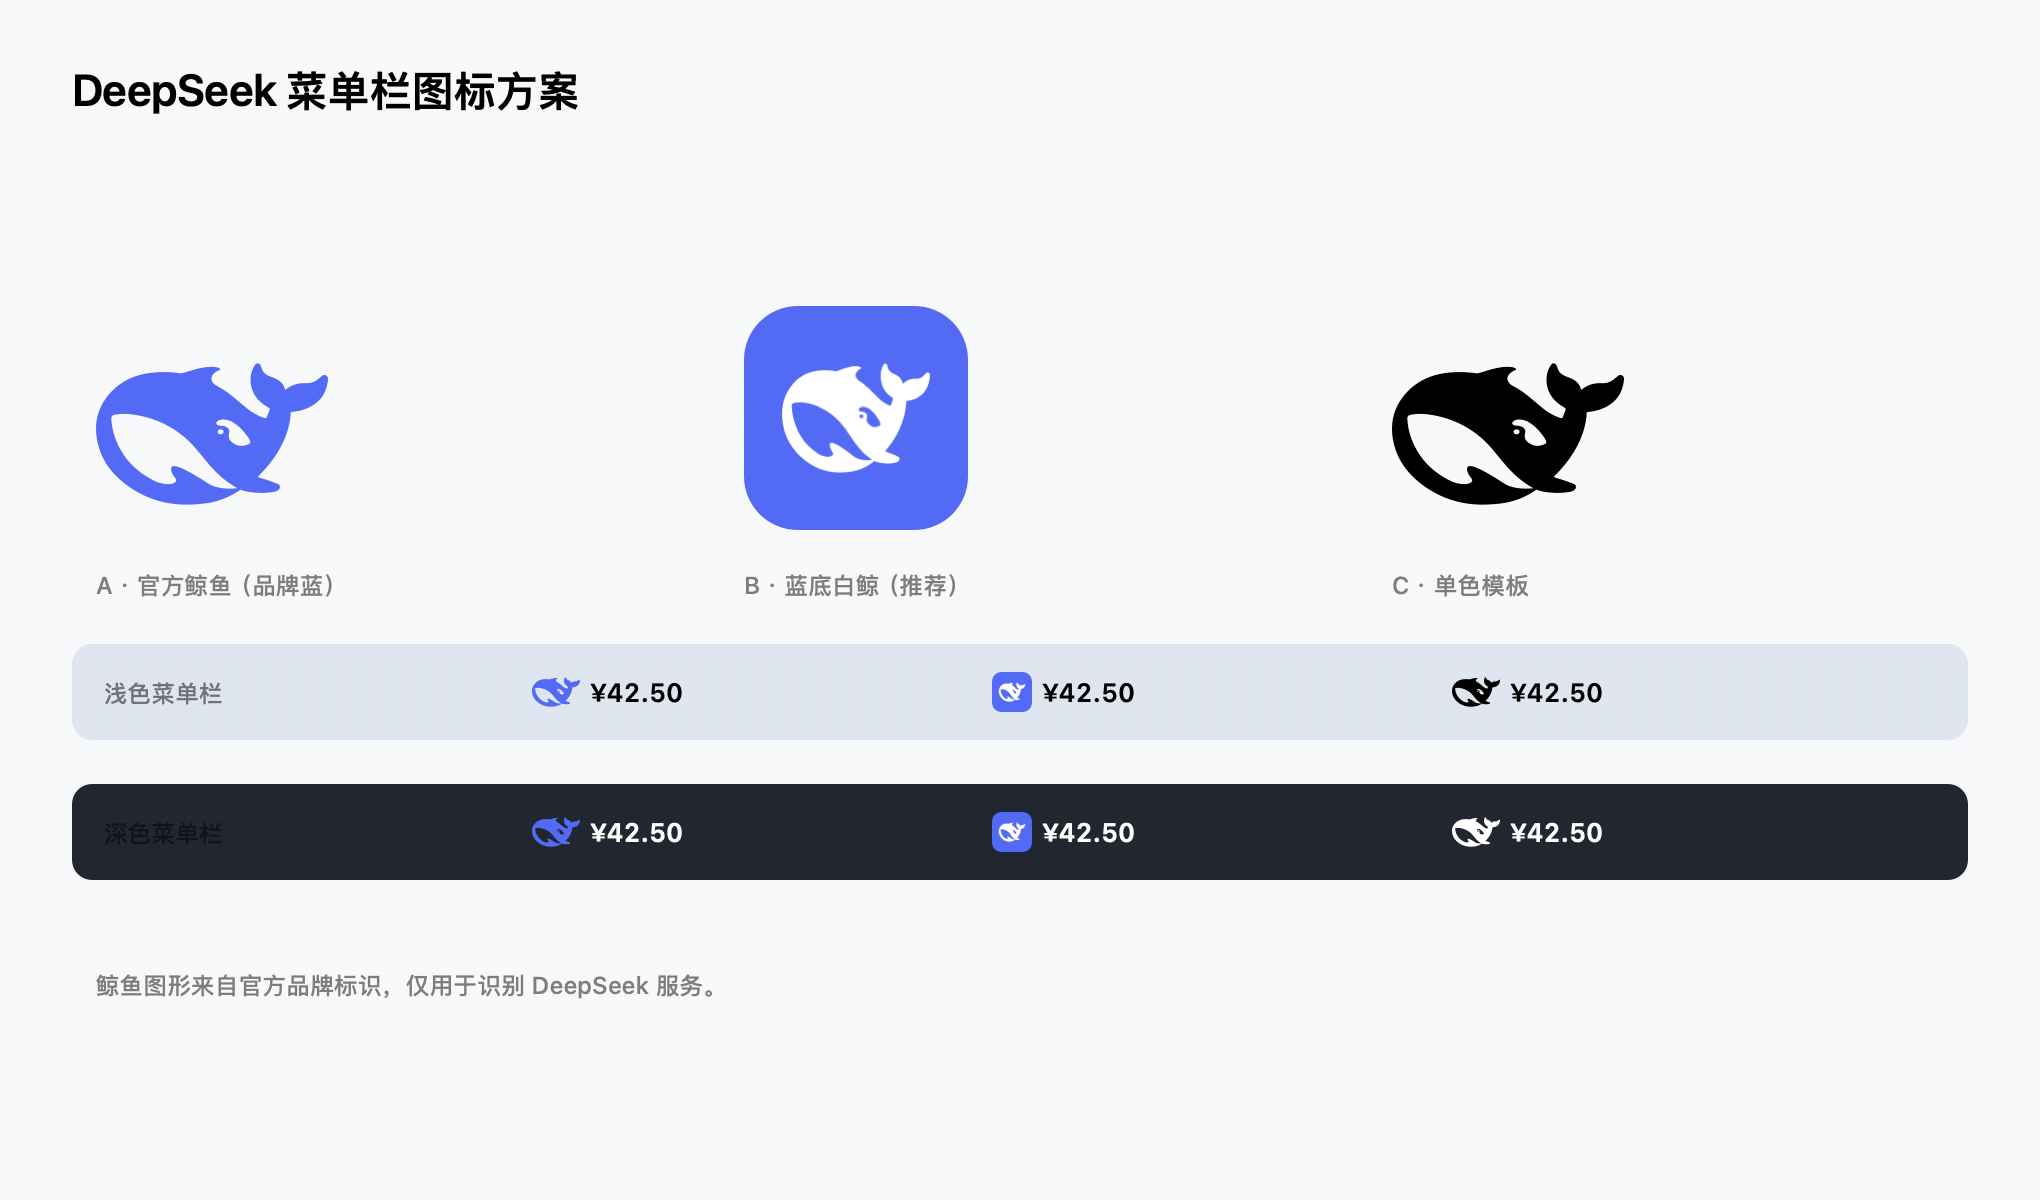 DeepSeek 菜单栏图标方案
A · 官方鲸鱼（品牌蓝）
B · 蓝底白鲸（推荐）
C · 单色模板
浅色菜单栏
¥42.50
¥42.50
¥42.50
深色菜单栏
¥42.50
¥42.50
¥42.50
鲸鱼图形来自官方品牌标识，仅用于识别 DeepSeek 服务。